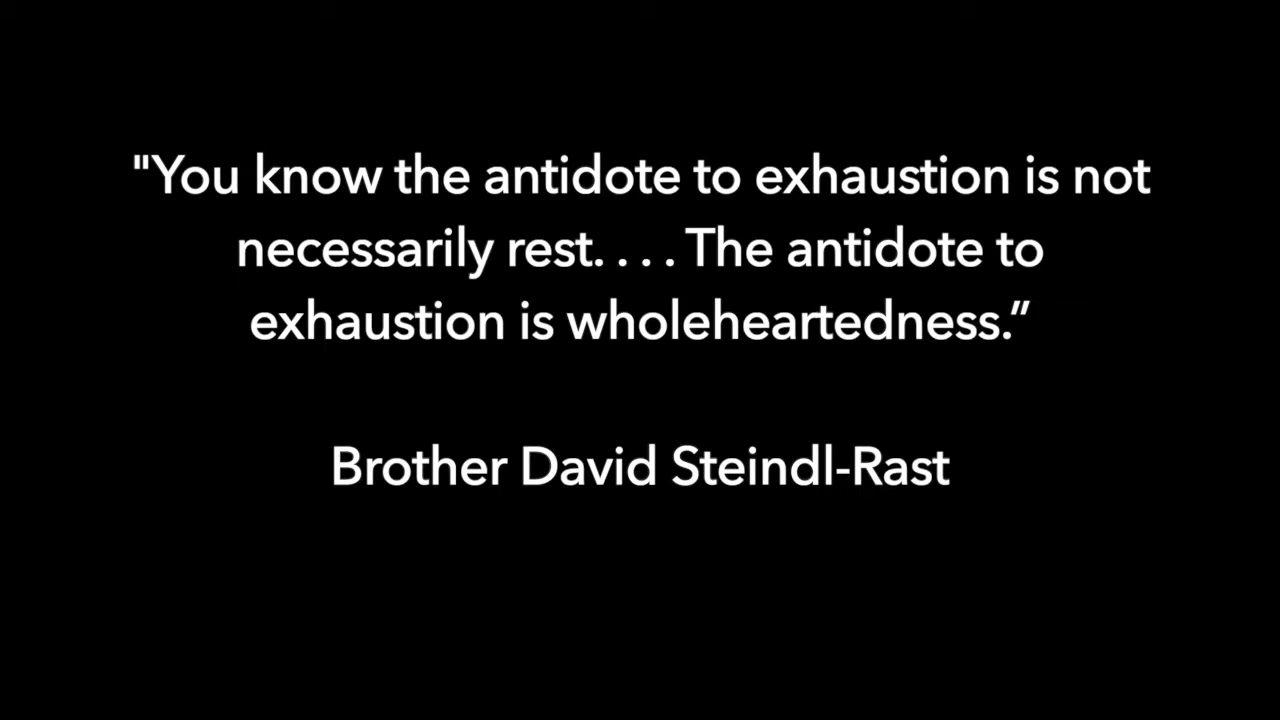 "You know the antidote to exhaustion is not
necessarily rest. . . . The antidote to
exhaustion is wholeheartedness.”
Brother David Steindl-Rast